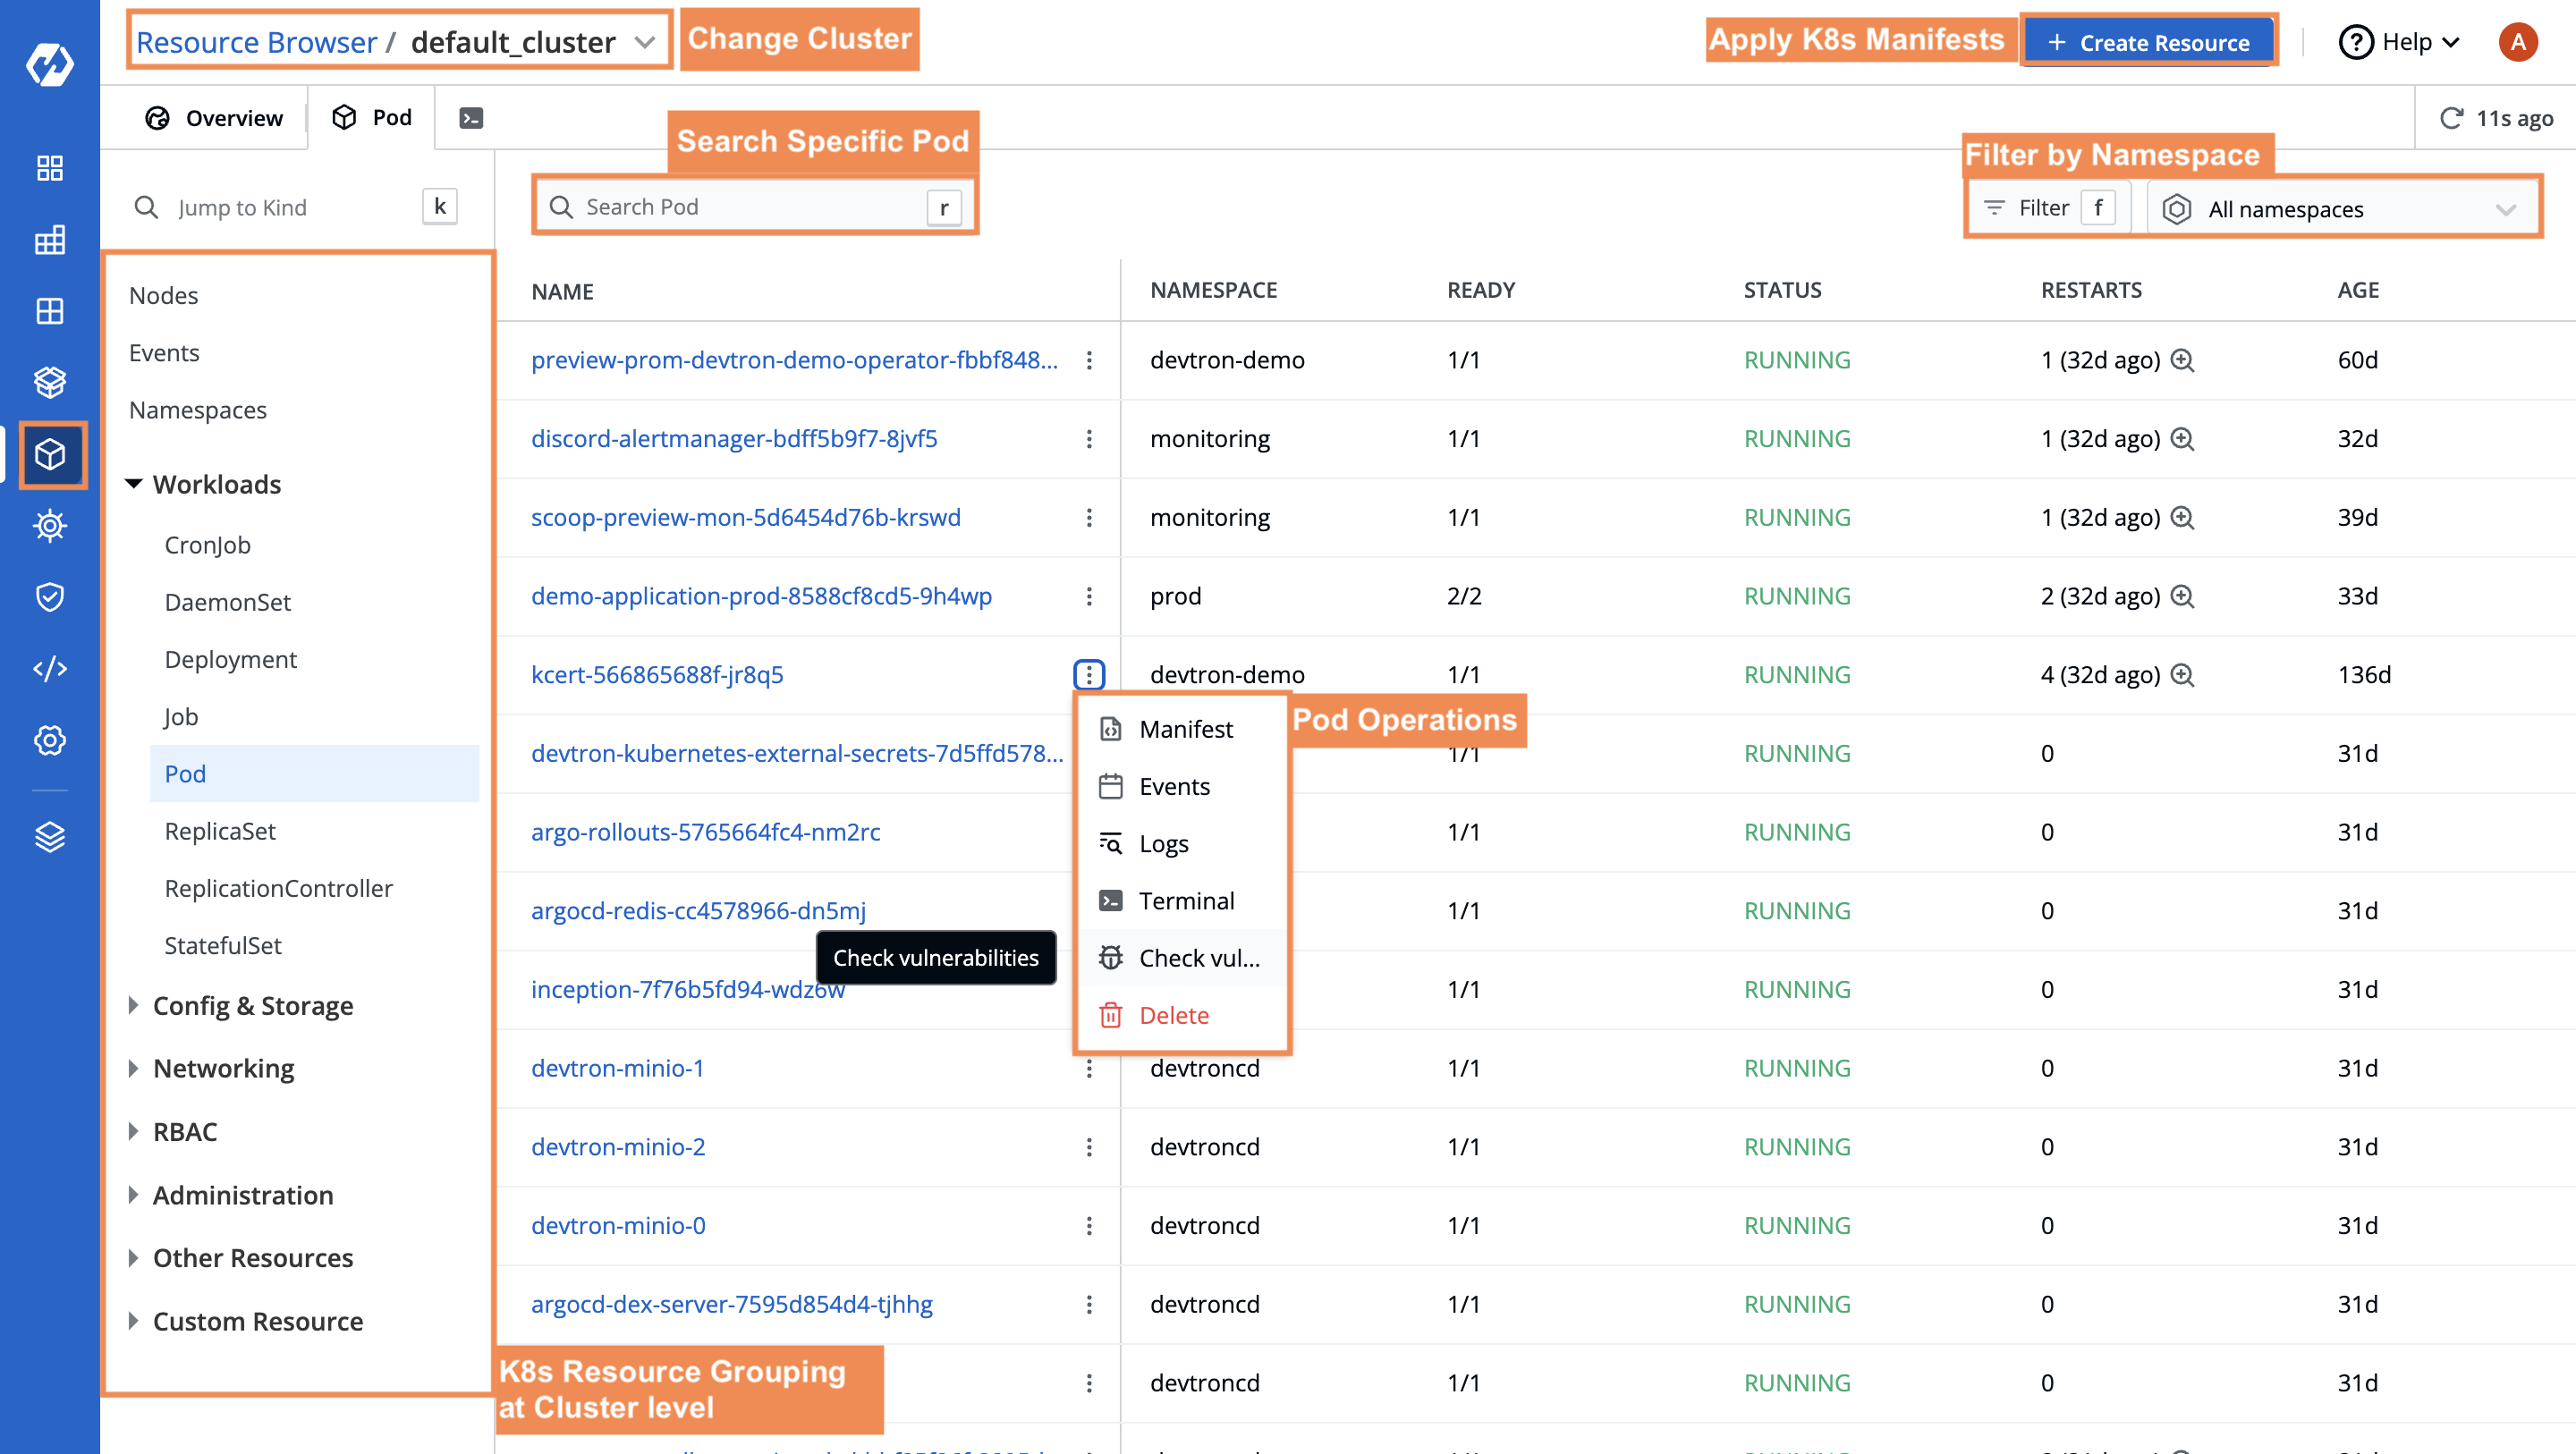 Resource Browser / default_cluster
Change Cluster
Apply K8s Manifests
+ Create Resource
? Help
A
Overview
Pod
11s ago
Search Specific Pod
Filter by Namespace
Jump to Kind k
Search Pod r
Filter f
All namespaces
Nodes
Events
Namespaces
Workloads
CronJob
DaemonSet
Deployment
Job
Pod
ReplicaSet
ReplicationController
StatefulSet
Config & Storage
Networking
RBAC
Administration
Other Resources
Custom Resource
K8s Resource Grouping
at Cluster level
NAME NAMESPACE READY STATUS RESTARTS AGE
preview-prom-devtron-demo-operator-fbbf848... devtron-demo 1/1 RUNNING 1 (32d ago) 60d
discord-alertmanager-bdff5b9f7-8jvf5 monitoring 1/1 RUNNING 1 (32d ago) 32d
scoop-preview-mon-5d6454d76b-krswd monitoring 1/1 RUNNING 1 (32d ago) 39d
demo-application-prod-8588cf8cd5-9h4wp prod 2/2 RUNNING 2 (32d ago) 33d
kcert-566865688f-jr8q5 devtron-demo 1/1 RUNNING 4 (32d ago) 136d
devtron-kubernetes-external-secrets-7d5ffd578... 1/1 RUNNING 0 31d
argo-rollouts-5765664fc4-nm2rc 1/1 RUNNING 0 31d
argocd-redis-cc4578966-dn5mj 1/1 RUNNING 0 31d
inception-7f76b5fd94-wdz6w 1/1 RUNNING 0 31d
devtron-minio-1 devtroncd 1/1 RUNNING 0 31d
devtron-minio-2 devtroncd 1/1 RUNNING 0 31d
devtron-minio-0 devtroncd 1/1 RUNNING 0 31d
argocd-dex-server-7595d854d4-tjhhg devtroncd 1/1 RUNNING 0 31d
devtroncd 1/1 RUNNING 0 31d
Pod Operations
Manifest
Events
Logs
Terminal
Check vul...
Delete
Check vulnerabilities